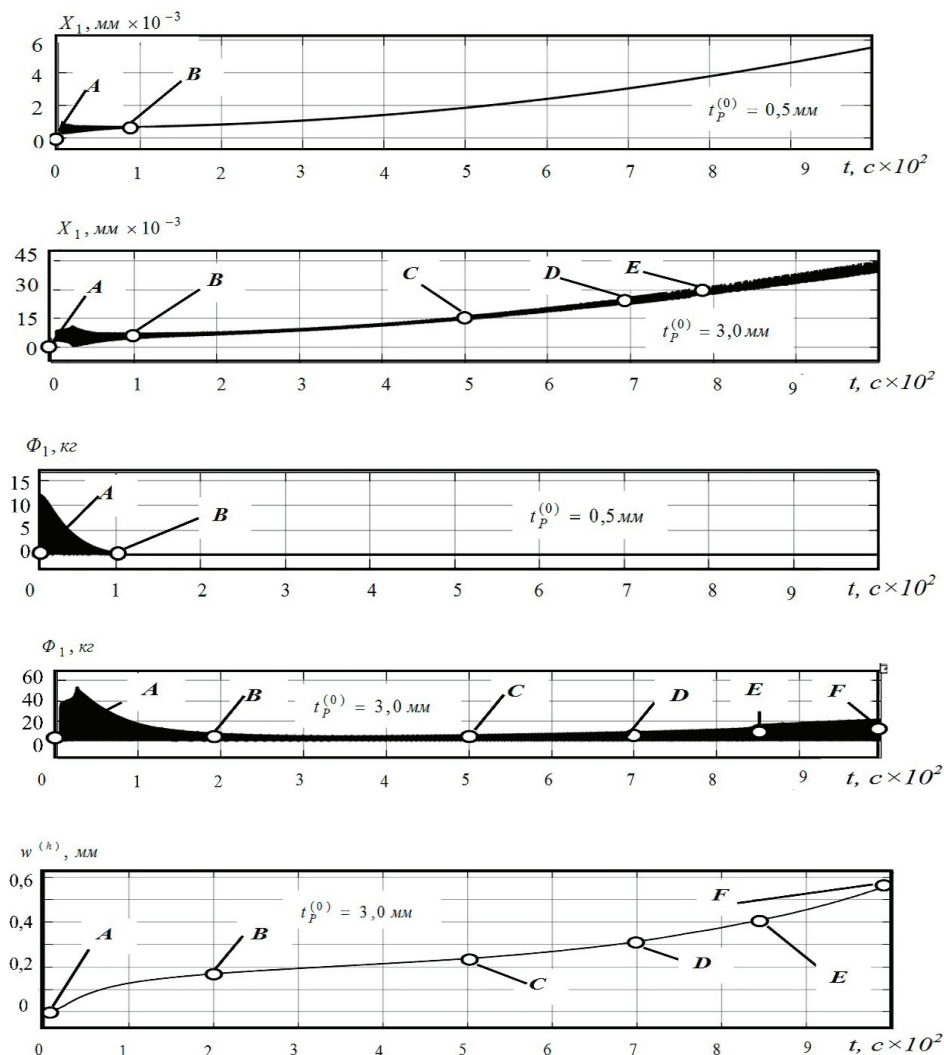 X₁, мм ×10⁻³
6
4
2
0
A
B
t_P^(0) = 0,5 мм
0 1 2 3 4 5 6 7 8 9 t, c×10²
X₁, мм ×10⁻³
45
30
15
0
A
B
C
D
E
t_P^(0) = 3,0 мм
0 1 2 3 4 5 6 7 8 9 t, c×10²
Φ₁, кг
15
10
5
0
A
B
t_P^(0) = 0,5 мм
0 1 2 3 4 5 6 7 8 9 t, c×10²
Φ₁, кг
60
40
20
0
A
B
t_P^(0) = 3,0 мм
C
D
E
F
0 1 2 3 4 5 6 7 8 9 t, c×10²
w^(h), мм
0,6
0,4
0,2
0
A
B
t_P^(0) = 3,0 мм
C
D
E
F
0 1 2 3 4 5 6 7 8 9 t, c×10²